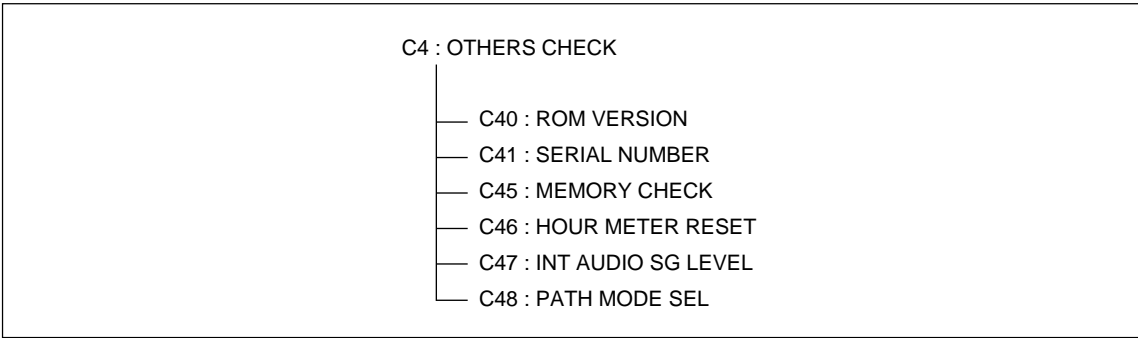 C4 : OTHERS CHECK
C40 : ROM VERSION
C41 : SERIAL NUMBER
C45 : MEMORY CHECK
C46 : HOUR METER RESET
C47 : INT AUDIO SG LEVEL
C48 : PATH MODE SEL